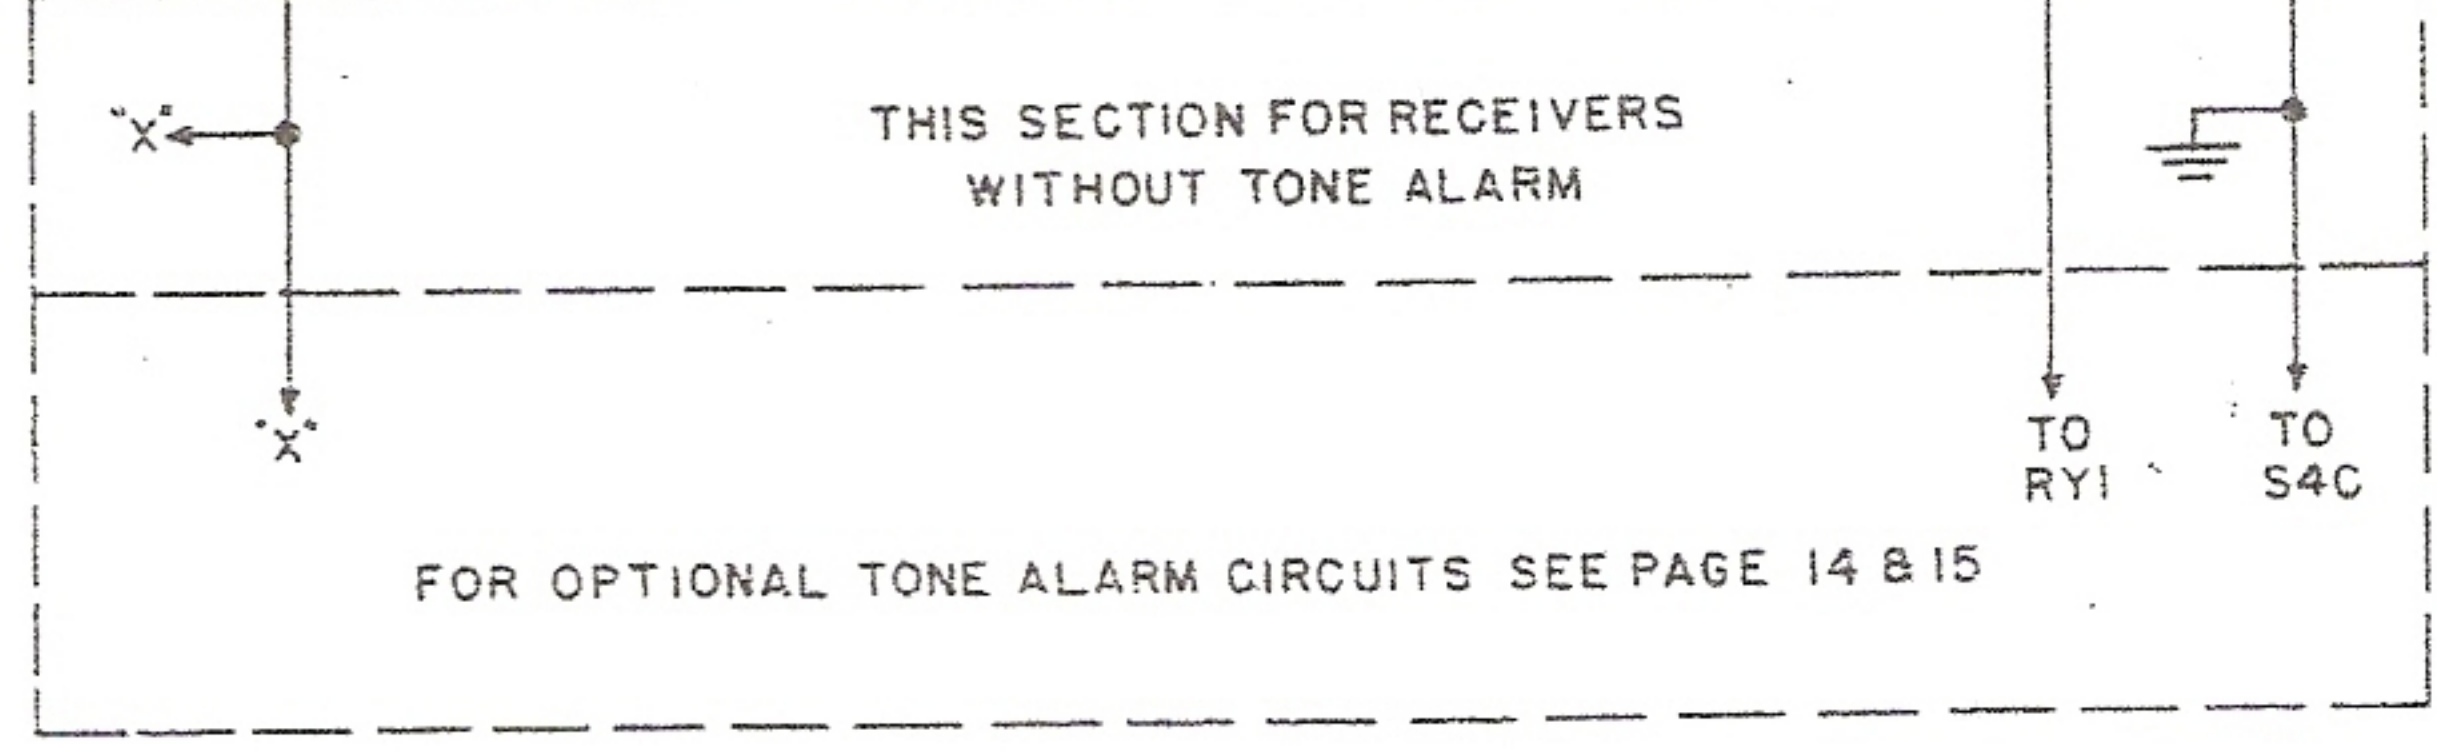 "X"
THIS SECTION FOR RECEIVERS
WITHOUT TONE ALARM
"X"
TO
RY1
TO
S4C
FOR OPTIONAL TONE ALARM CIRCUITS SEE PAGE 14 & 15